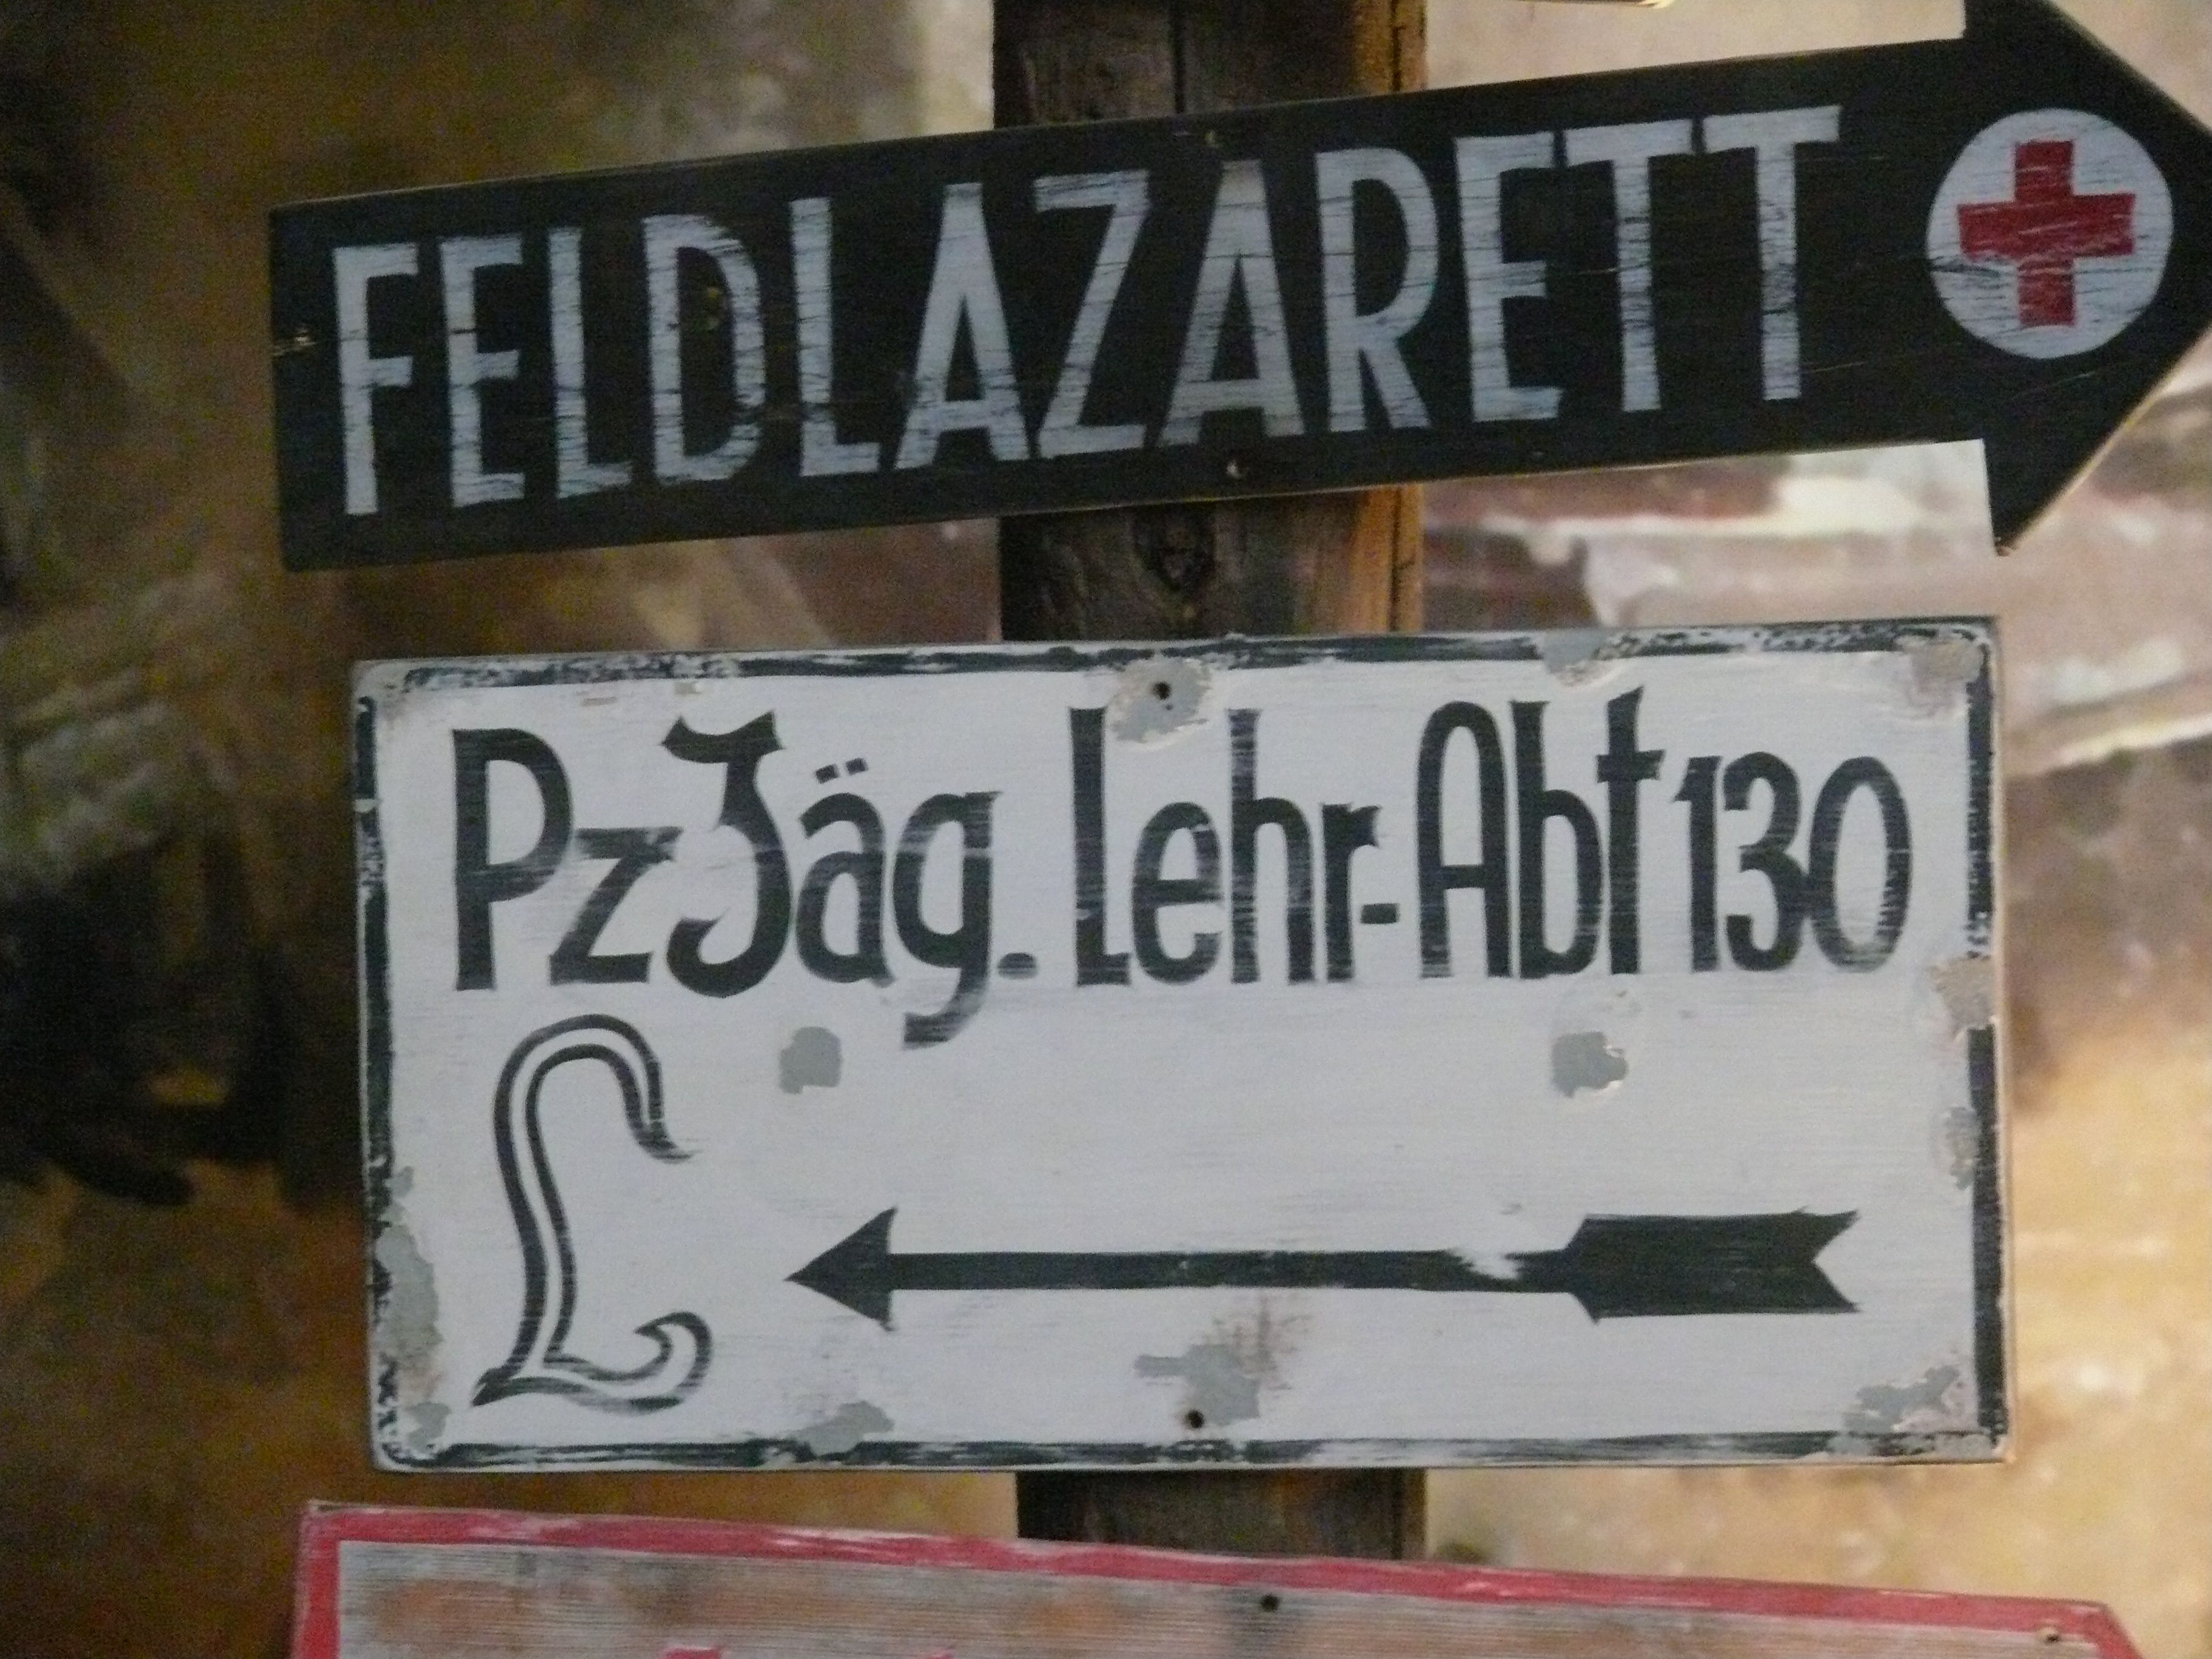 FELDLAZARETT
PzJäg. Lehr-Abt 130
L